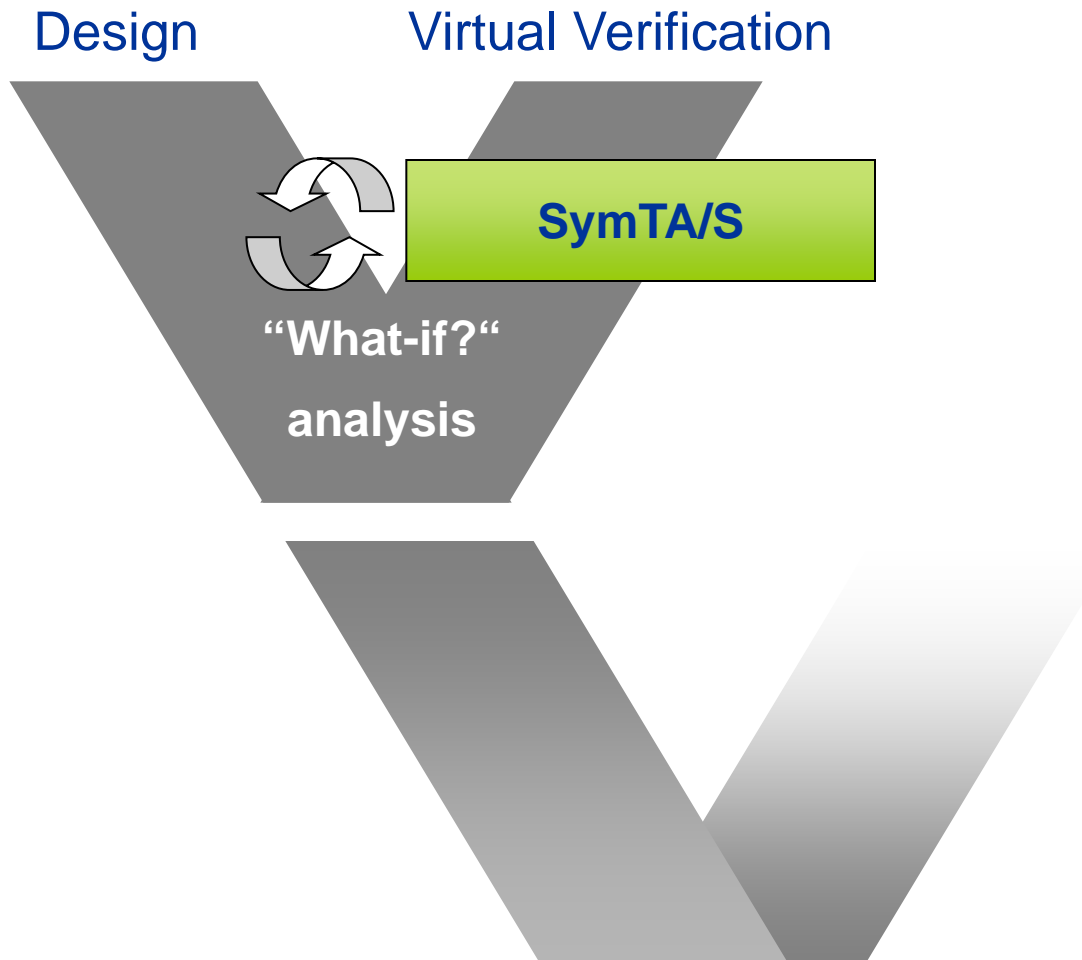 Design Virtual Verification
SymTA/S
“What-if?“
analysis